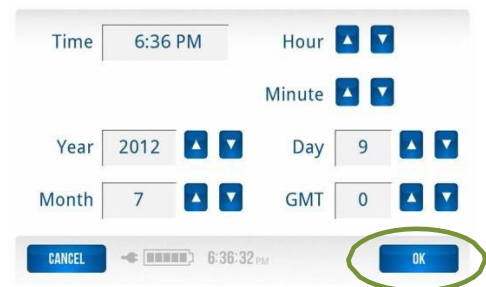 Time 6:36 PM Hour
Minute
Year 2012 Day 9
Month 7 GMT 0
CANCEL 6:36:32 PM OK